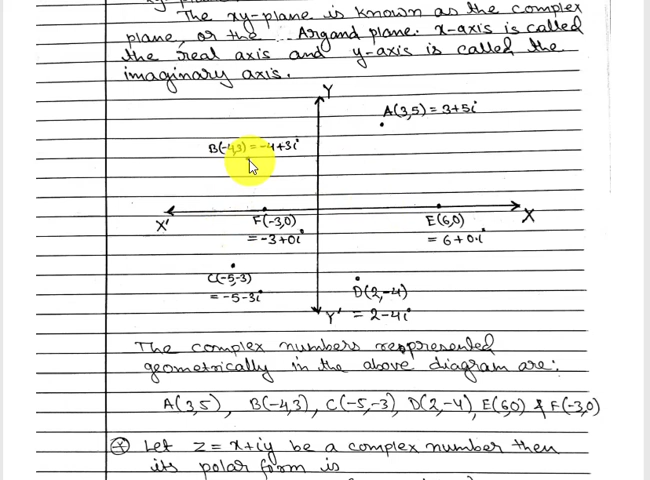 The xy-plane is known as the complex
plane, or the ... Argand plane. x-axis is called
the real axis and y-axis is called the
imaginary axis.
Y
A(3,5) = 3+5i
B(-4,3) = -4+3i
X'
F(-3,0)
= -3+0i
E(6,0)
= 6+0·i
X
C(-5,-3)
= -5-3i
D(2,-4)
= 2-4i
Y'
The complex numbers represented
geometrically in the above diagram are:
A(3,5), B(-4,3), C(-5,-3), D(2,-4), E(6,0) & F(-3,0)
Let z = x+iy be a complex number then
its polar form is